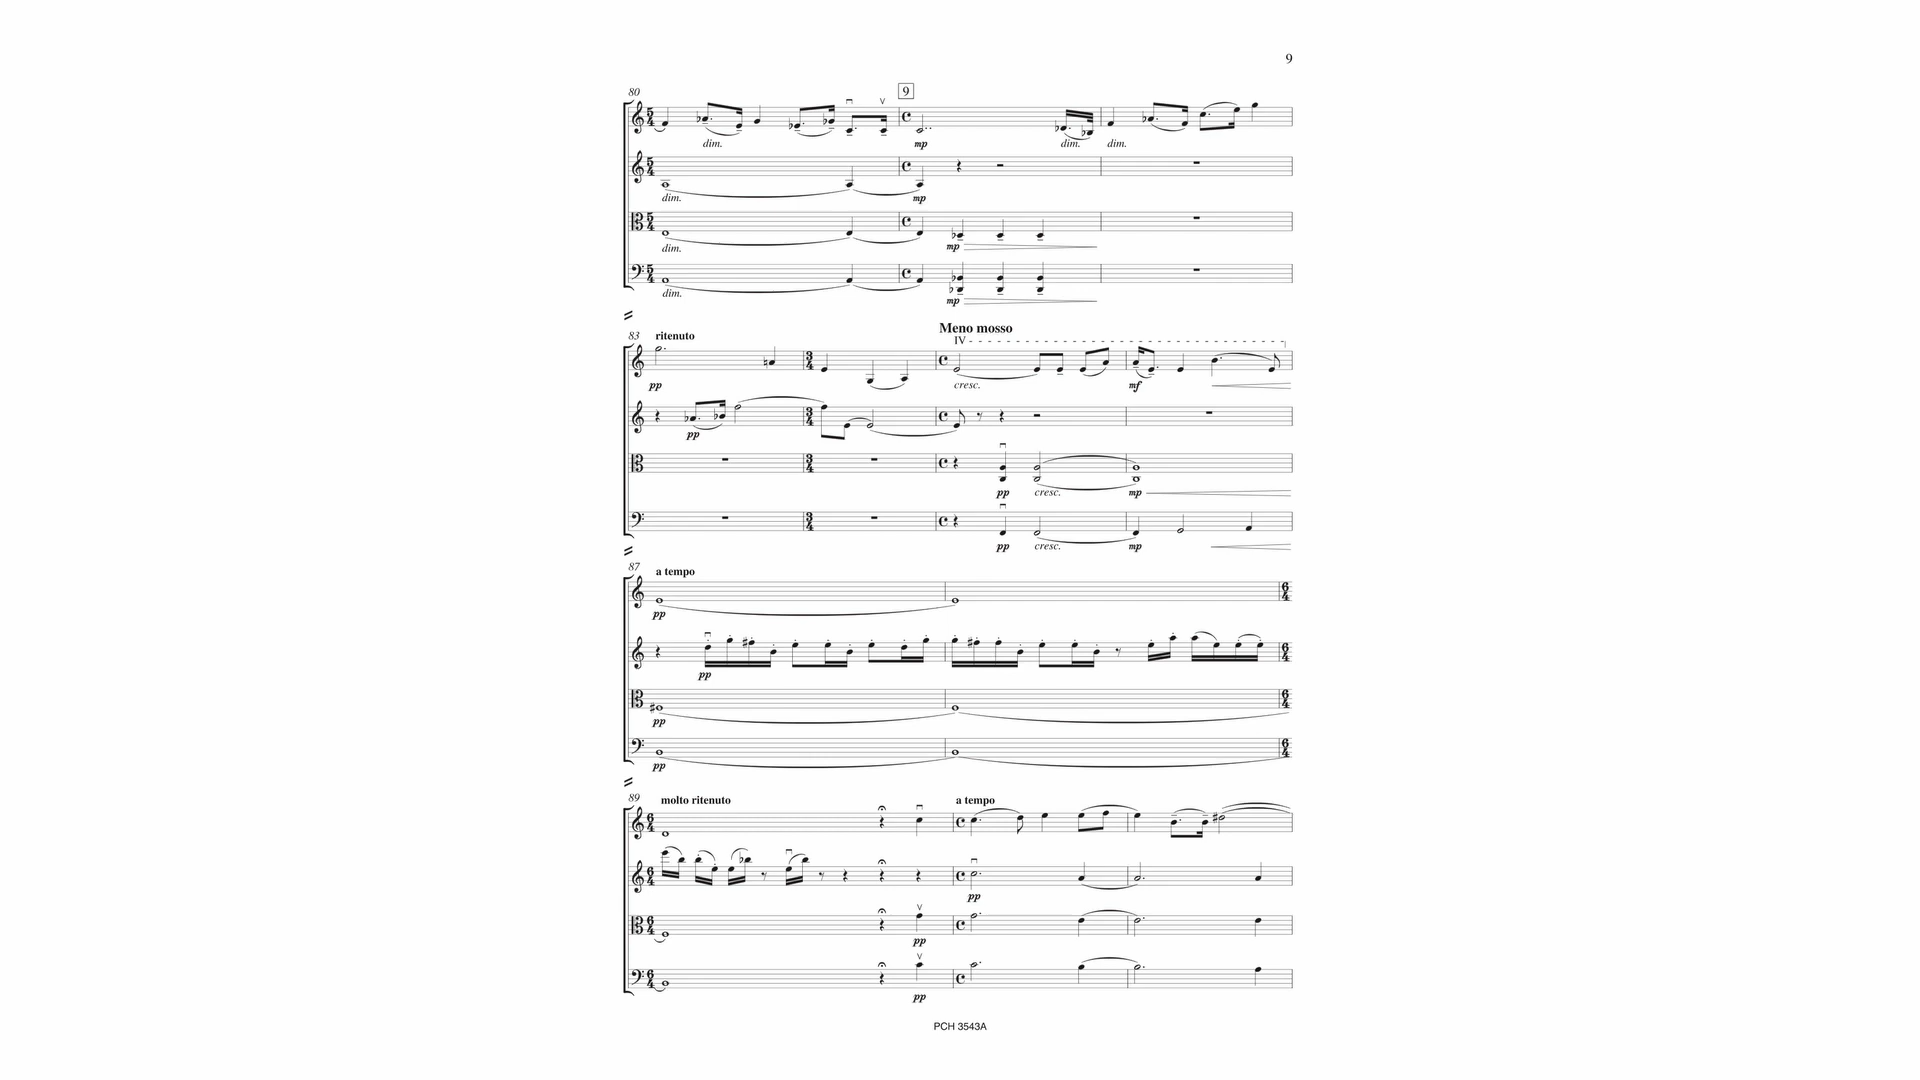 9
80
9
dim. mp dim. dim.
dim. mp
dim. mp
dim. mp
83 ritenuto Meno mosso
IV
pp cresc. mf
pp
pp cresc. mp
pp cresc. mp
87 a tempo
pp
pp
pp
pp
89 molto ritenuto a tempo
pp
pp
pp
PCH 3543A